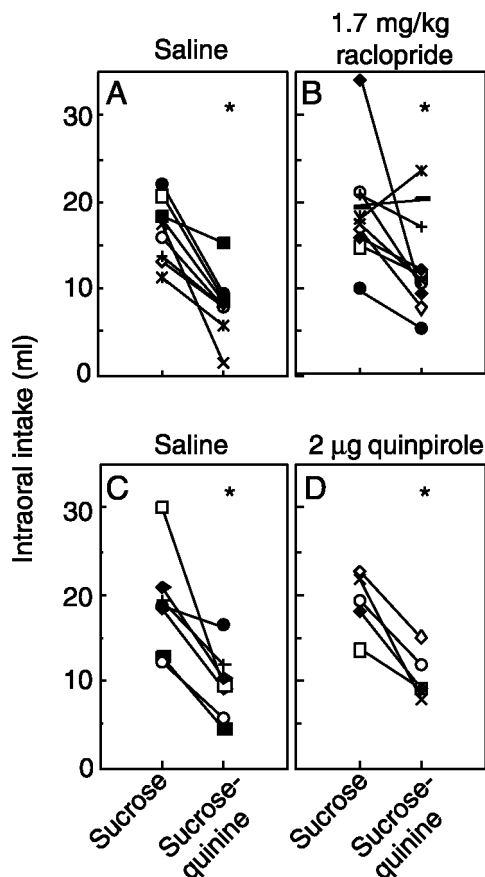 Saline
1.7 mg/kg
raclopride
A
*
B
*
30
20
10
0
Intraoral intake (ml)
Saline
2 μg quinpirole
C
*
D
*
30
20
10
0
Sucrose
Sucrose-
quinine
Sucrose
Sucrose-
quinine